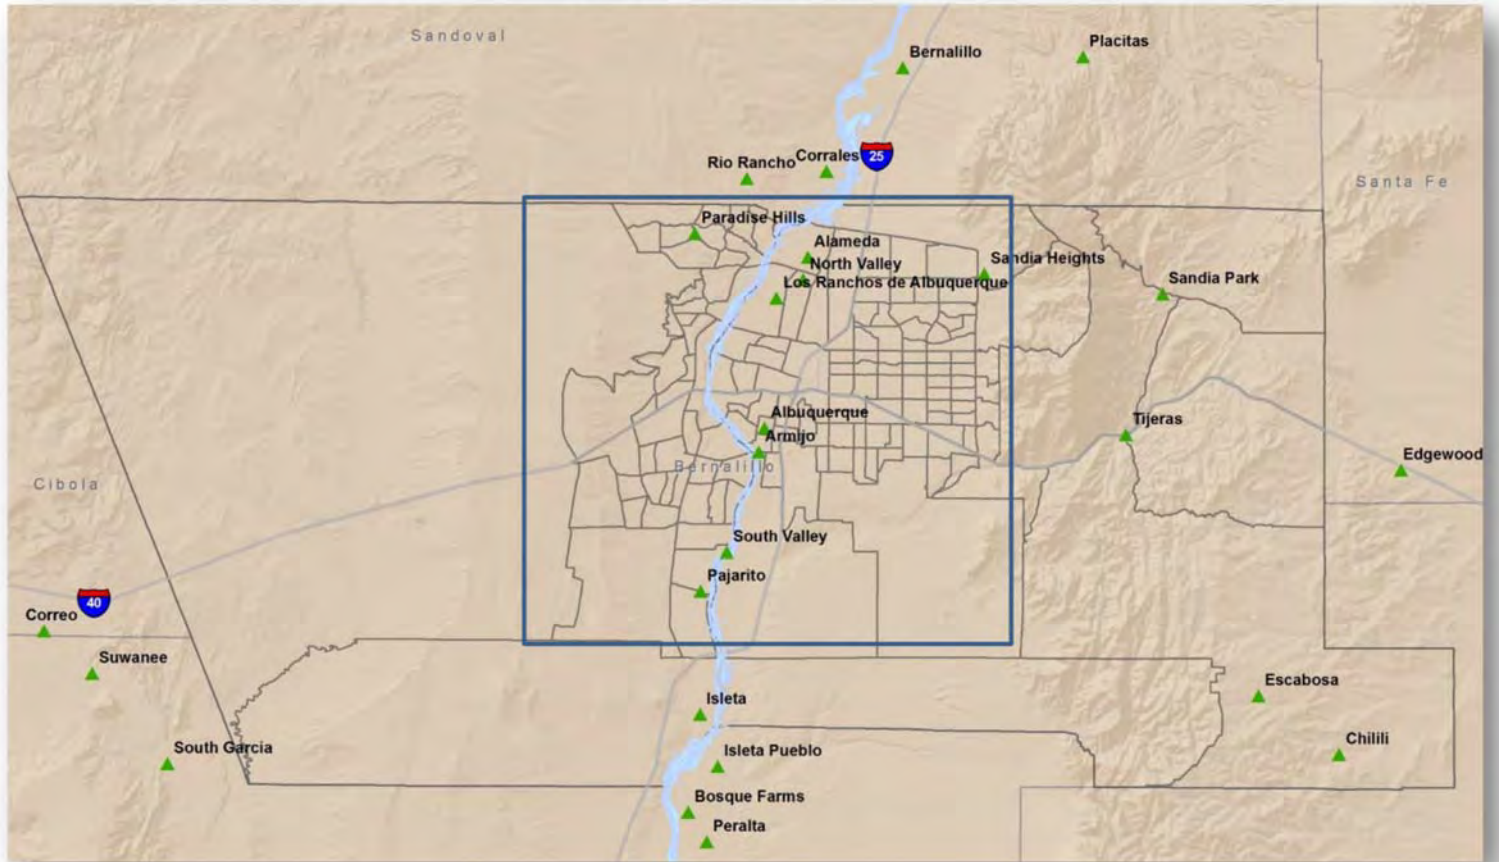 Sandoval
Placitas
Bernalillo
Rio Rancho
Corrales
25
Santa Fe
Paradise Hills
Alameda
North Valley
Sandia Heights
Sandia Park
Los Ranchos de Albuquerque
Albuquerque
Tijeras
Armijo
Edgewood
Bernalillo
Cibola
South Valley
Pajarito
40
Correo
Suwanee
Escabosa
Isleta
Chilili
South Garcia
Isleta Pueblo
Bosque Farms
Peralta